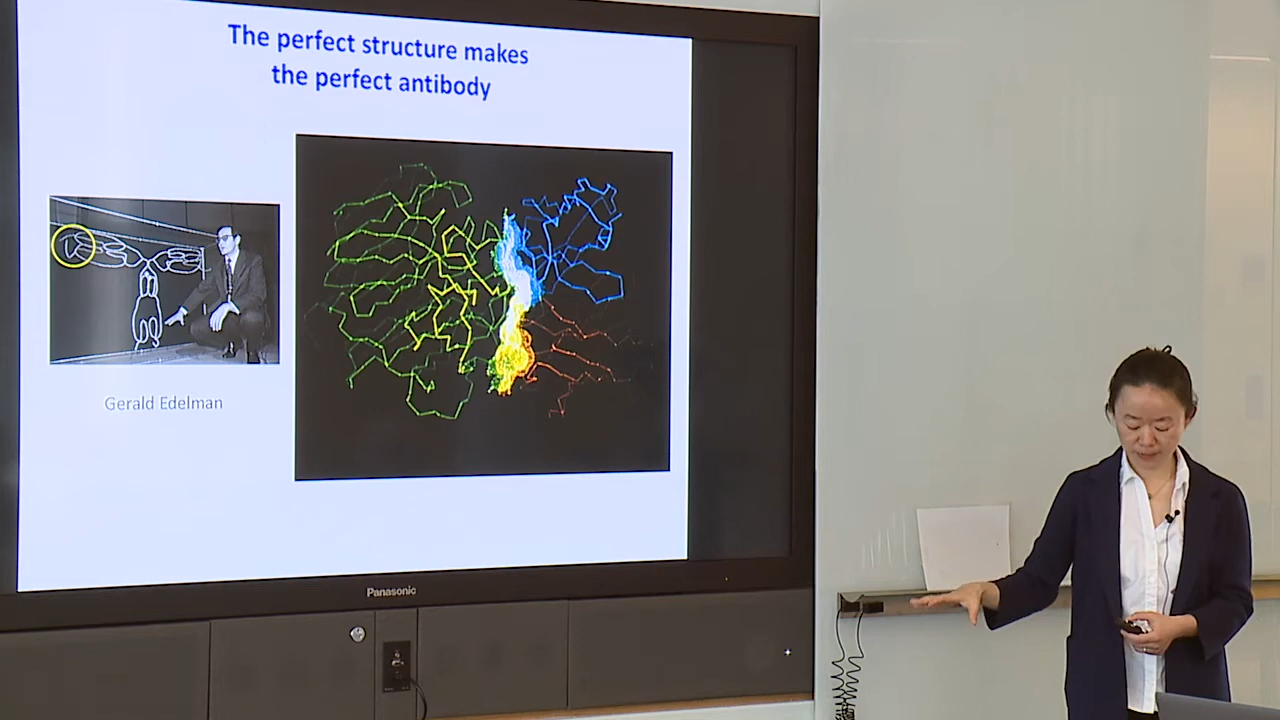 The perfect structure makes
the perfect antibody
Gerald Edelman
Panasonic